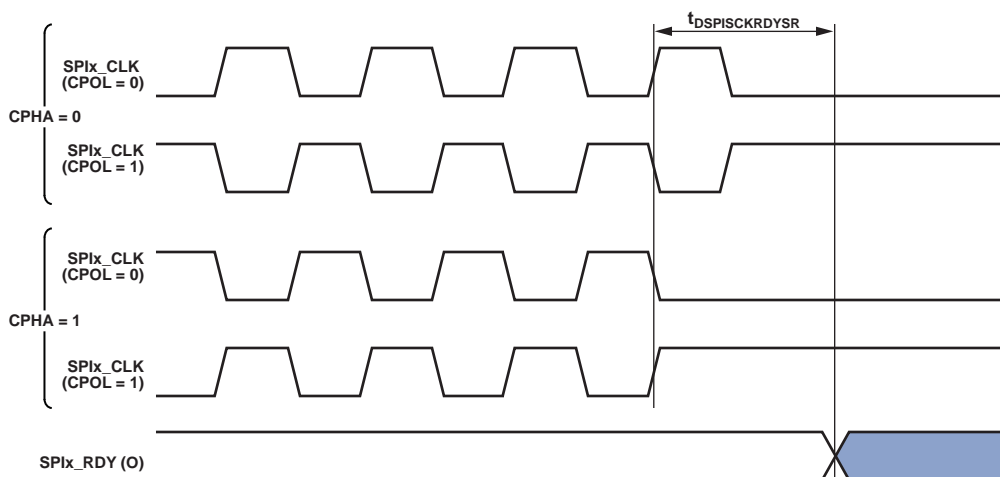 tDSPISCKRDYSR
SPIx_CLK
(CPOL = 0)
CPHA = 0
SPIx_CLK
(CPOL = 1)
SPIx_CLK
(CPOL = 0)
CPHA = 1
SPIx_CLK
(CPOL = 1)
SPIx_RDY (O)